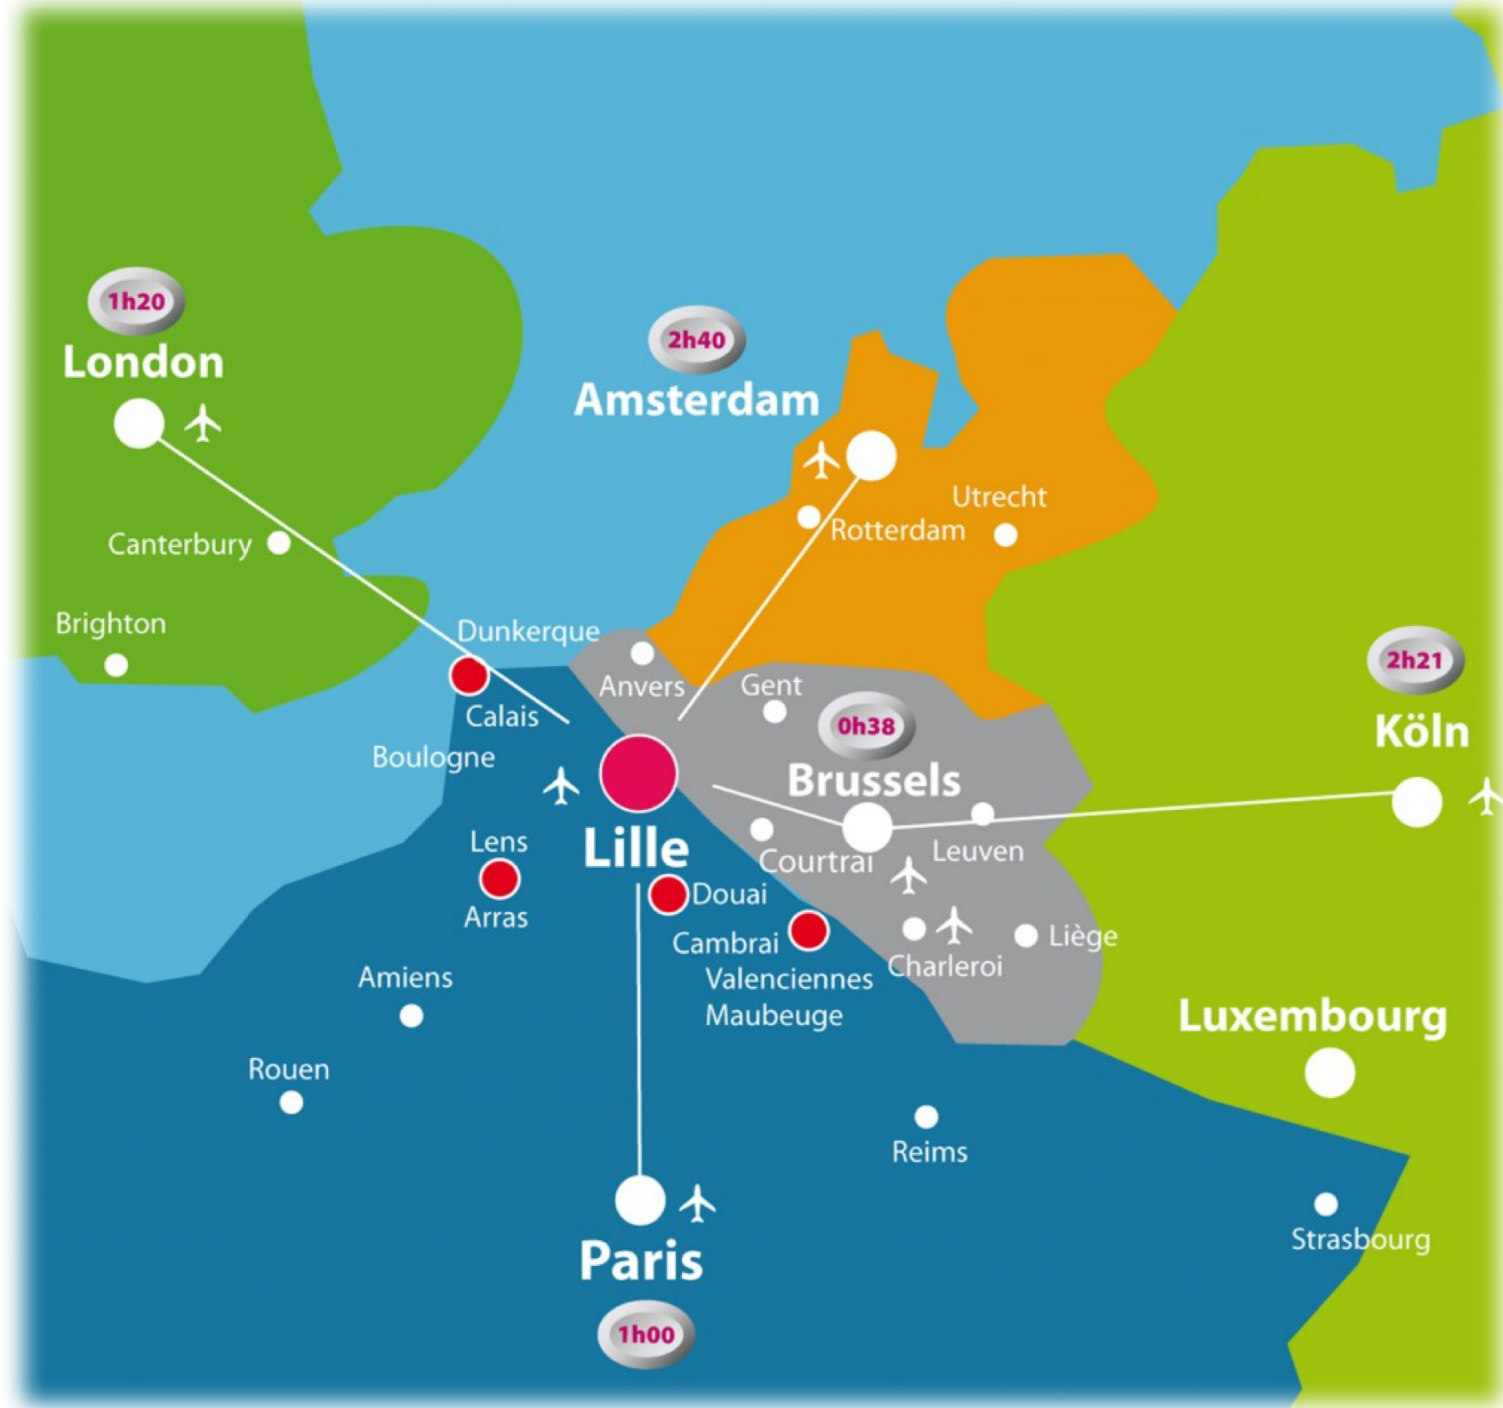 1h20
London
2h40
Amsterdam
Utrecht
Rotterdam
Canterbury
Brighton
Dunkerque
Calais
Boulogne
Anvers
Gent
0h38
Brussels
2h21
Köln
Lille
Lens
Arras
Courtrai
Leuven
Douai
Cambrai
Valenciennes
Maubeuge
Charleroi
Liège
Amiens
Rouen
Luxembourg
Reims
Strasbourg
Paris
1h00